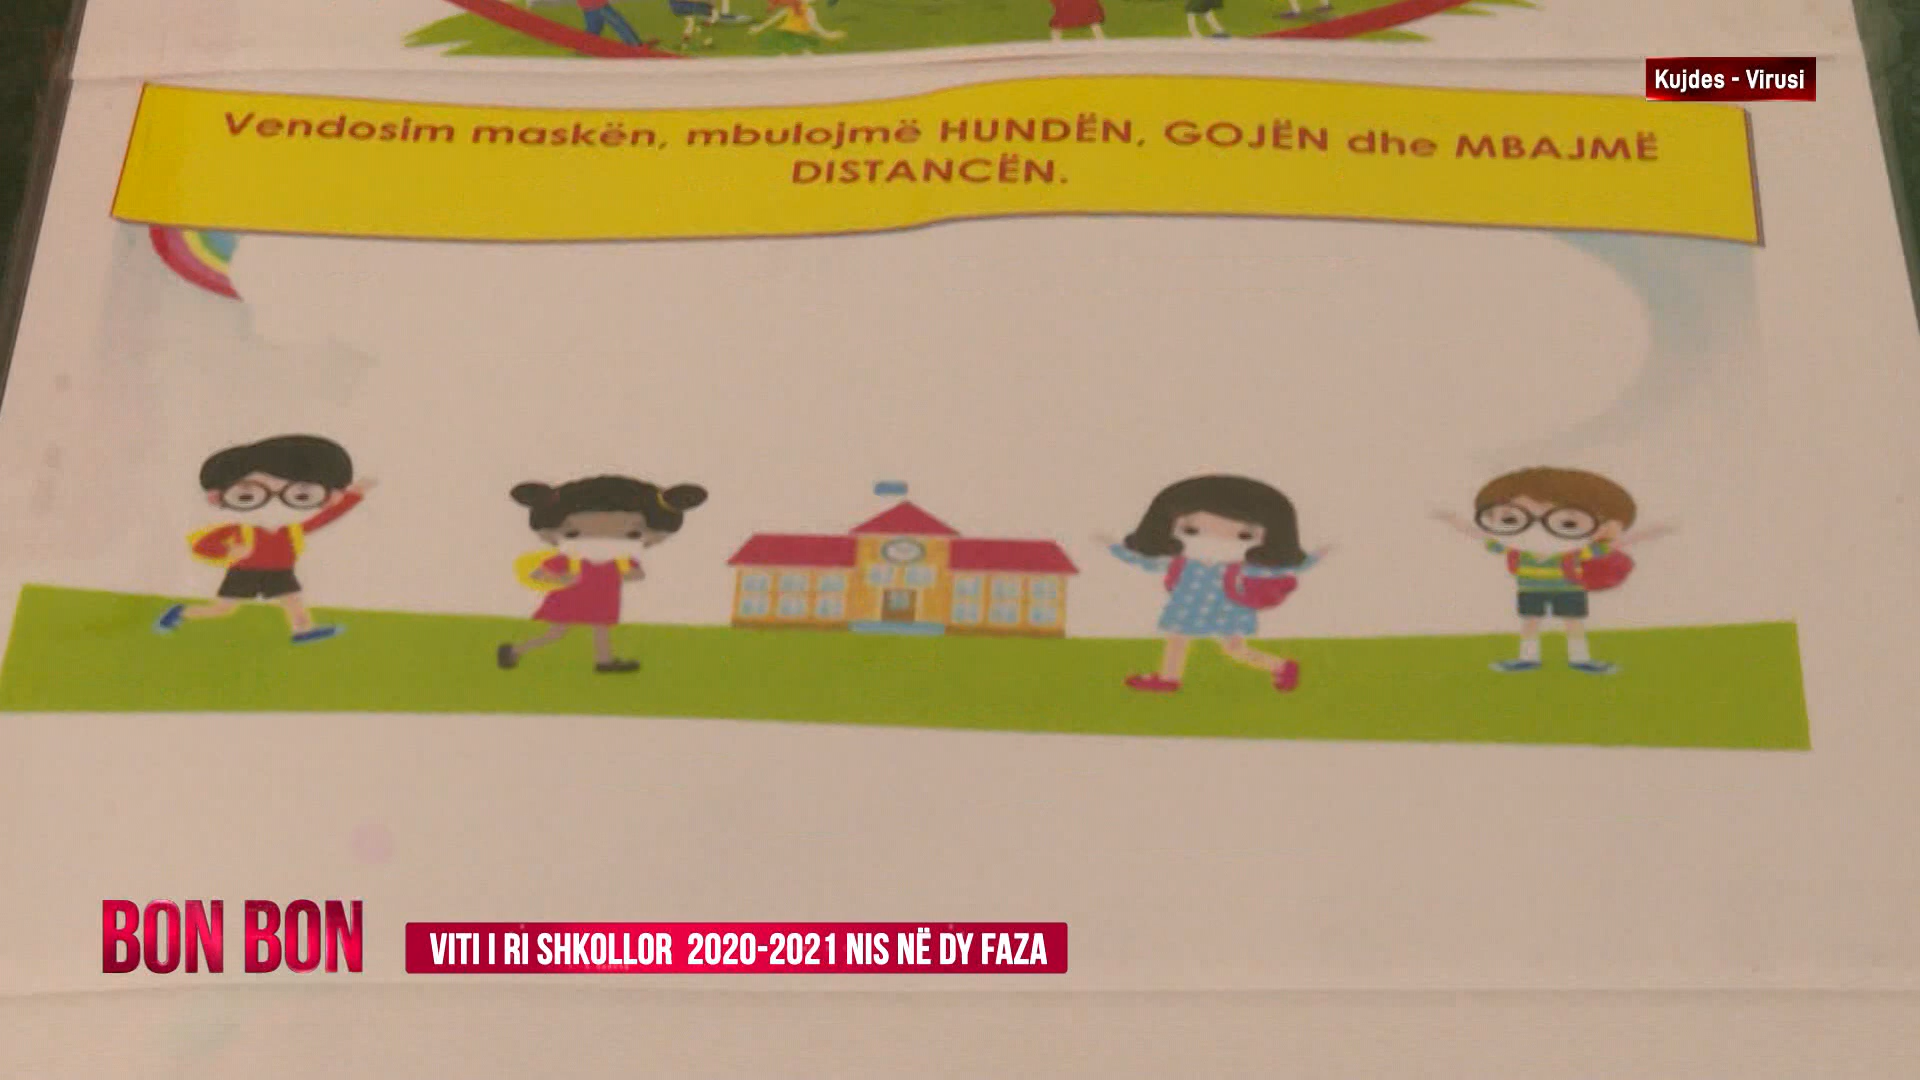 Kujdes - Virusi
Vendosim maskën, mbulojmë HUNDËN, GOJËN dhe MBAJMË
DISTANCËN.
BON BON
VITI I RI SHKOLLOR 2020-2021 NIS NË DY FAZA